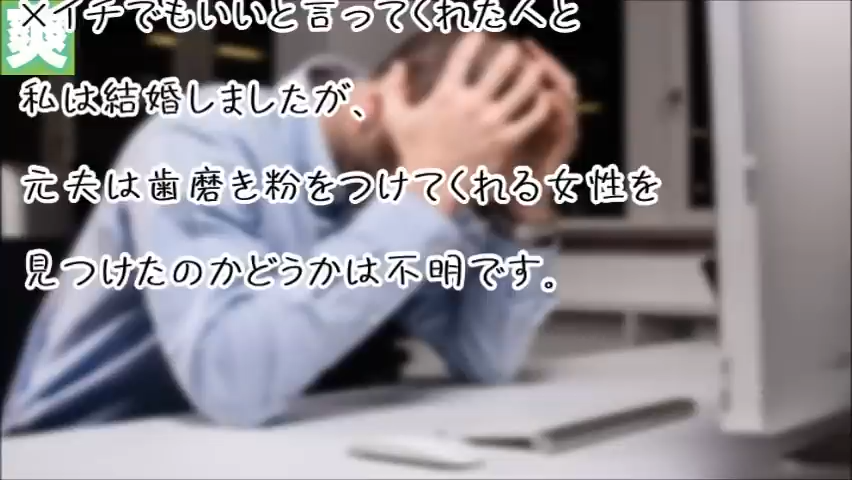 爽
×イチでもいいと言ってくれた人と
私は結婚しましたが、
元夫は歯磨き粉をつけてくれる女性を
見つけたのかどうかは不明です。